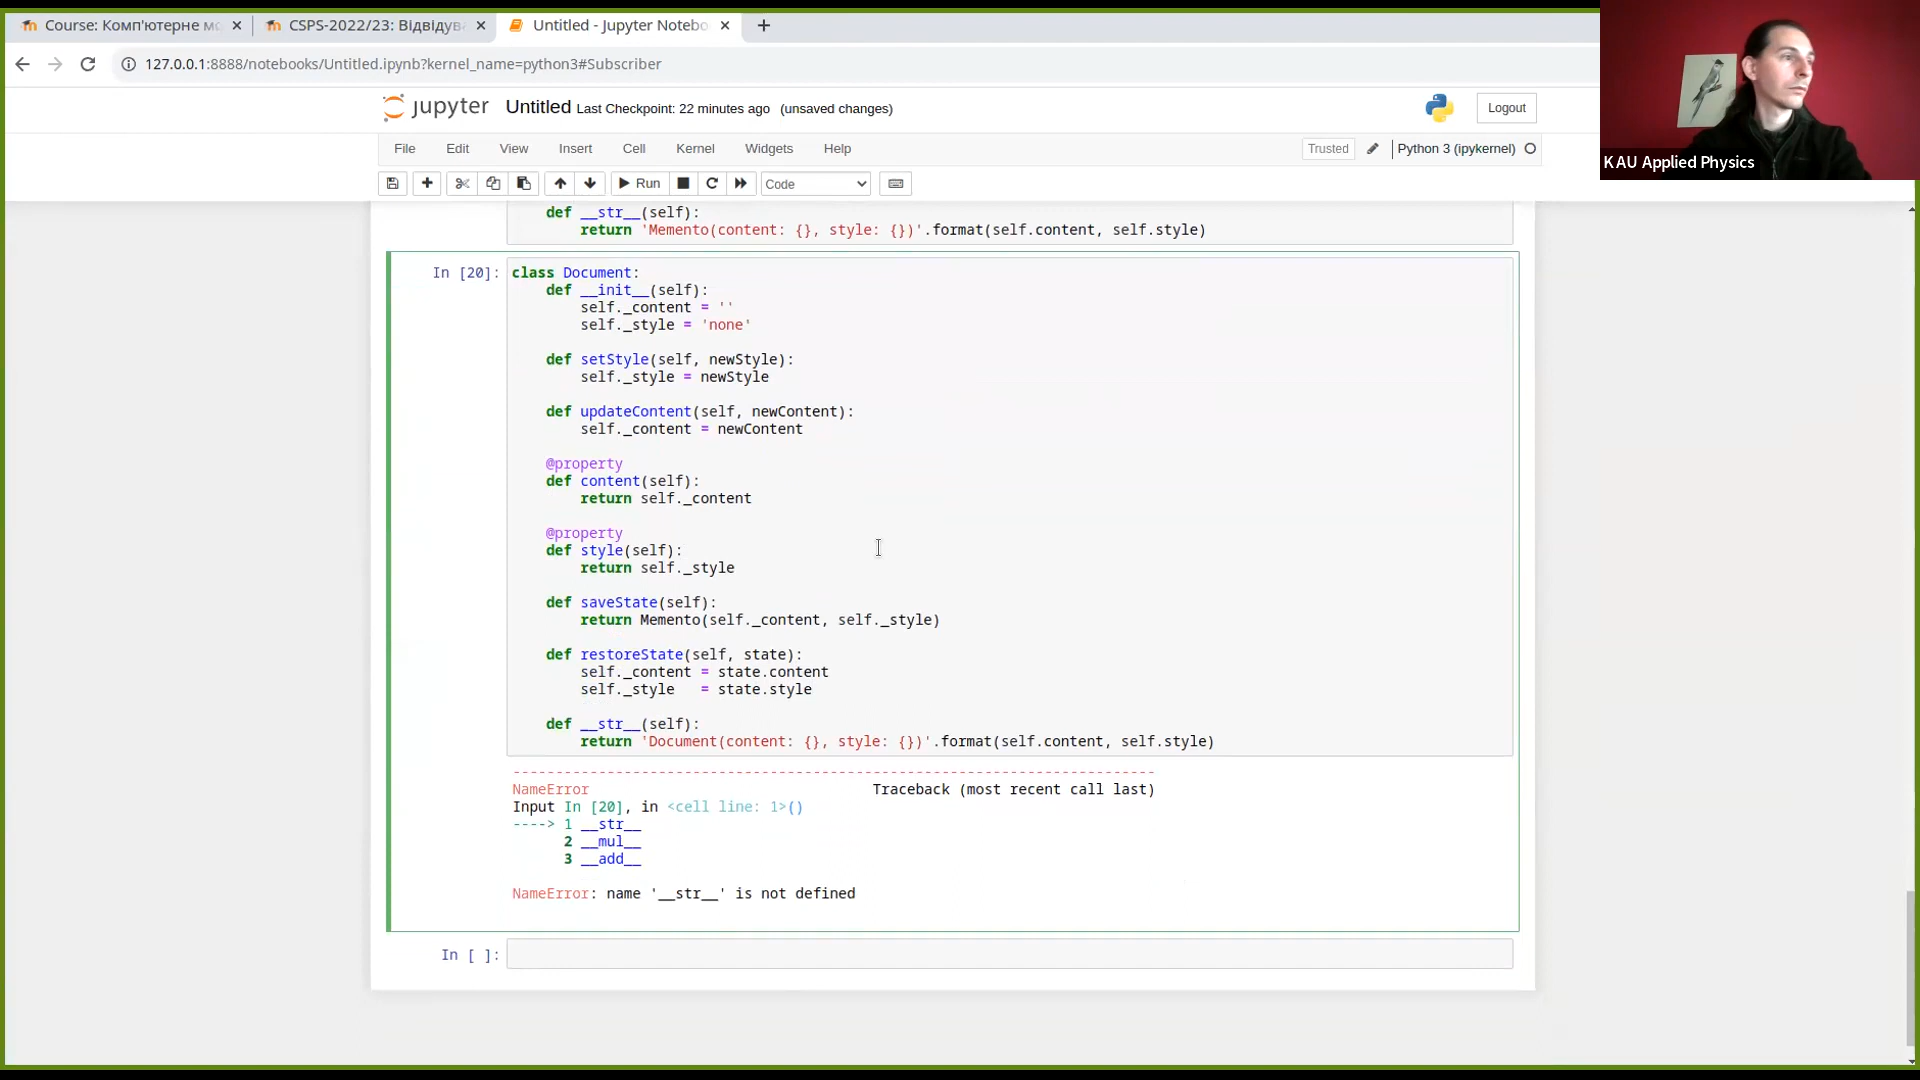 Course: Комп'ютерне мо
CSPS-2022/23: Відвідува
Untitled - Jupyter Notebo
127.0.0.1:8888/notebooks/Untitled.ipynb?kernel_name=python3#Subscriber
jupyter Untitled Last Checkpoint: 22 minutes ago (unsaved changes)
Logout
File Edit View Insert Cell Kernel Widgets Help
Trusted Python 3 (ipykernel)
Run Code
K AU Applied Physics
def __str__(self):
return 'Memento(content: {}, style: {})'.format(self.content, self.style)
In [20]: class Document:
def __init__(self):
self._content = ''
self._style = 'none'
def setStyle(self, newStyle):
self._style = newStyle
def updateContent(self, newContent):
self._content = newContent
@property
def content(self):
return self._content
@property
def style(self):
return self._style
def saveState(self):
return Memento(self._content, self._style)
def restoreState(self, state):
self._content = state.content
self._style   = state.style
def __str__(self):
return 'Document(content: {}, style: {})'.format(self.content, self.style)
---------------------------------------------------------------------------
NameError                                 Traceback (most recent call last)
Input In [20], in <cell line: 1>()
----> 1 __str__
2 __mul__
3 __add__
NameError: name '__str__' is not defined
In [ ]: